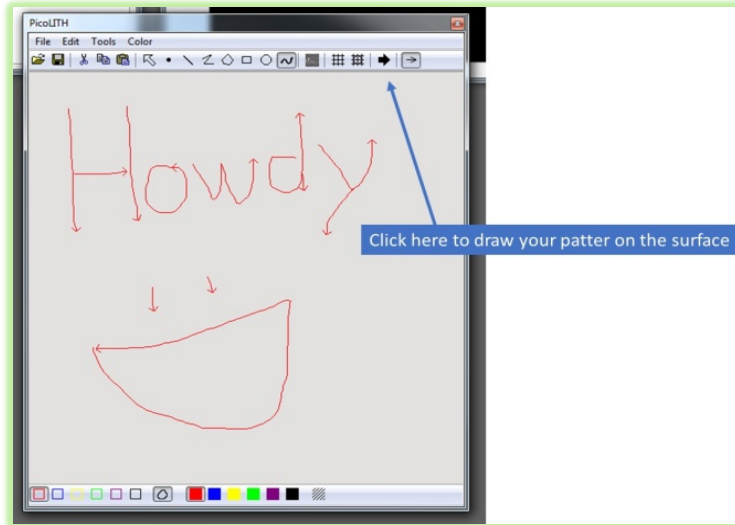 PicoLITH
File Edit Tools Color
Howdy
Click here to draw your patter on the surface